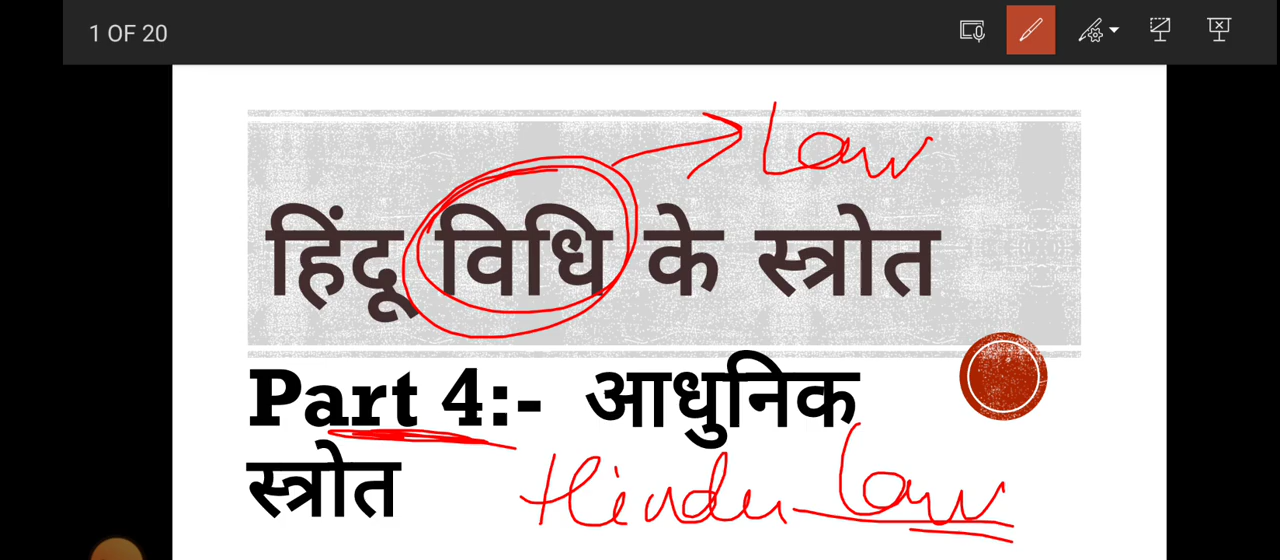 1 OF 20
Law
हिंदू विधि के स्त्रोत
Part 4:- आधुनिक
स्त्रोत
Hindu Law